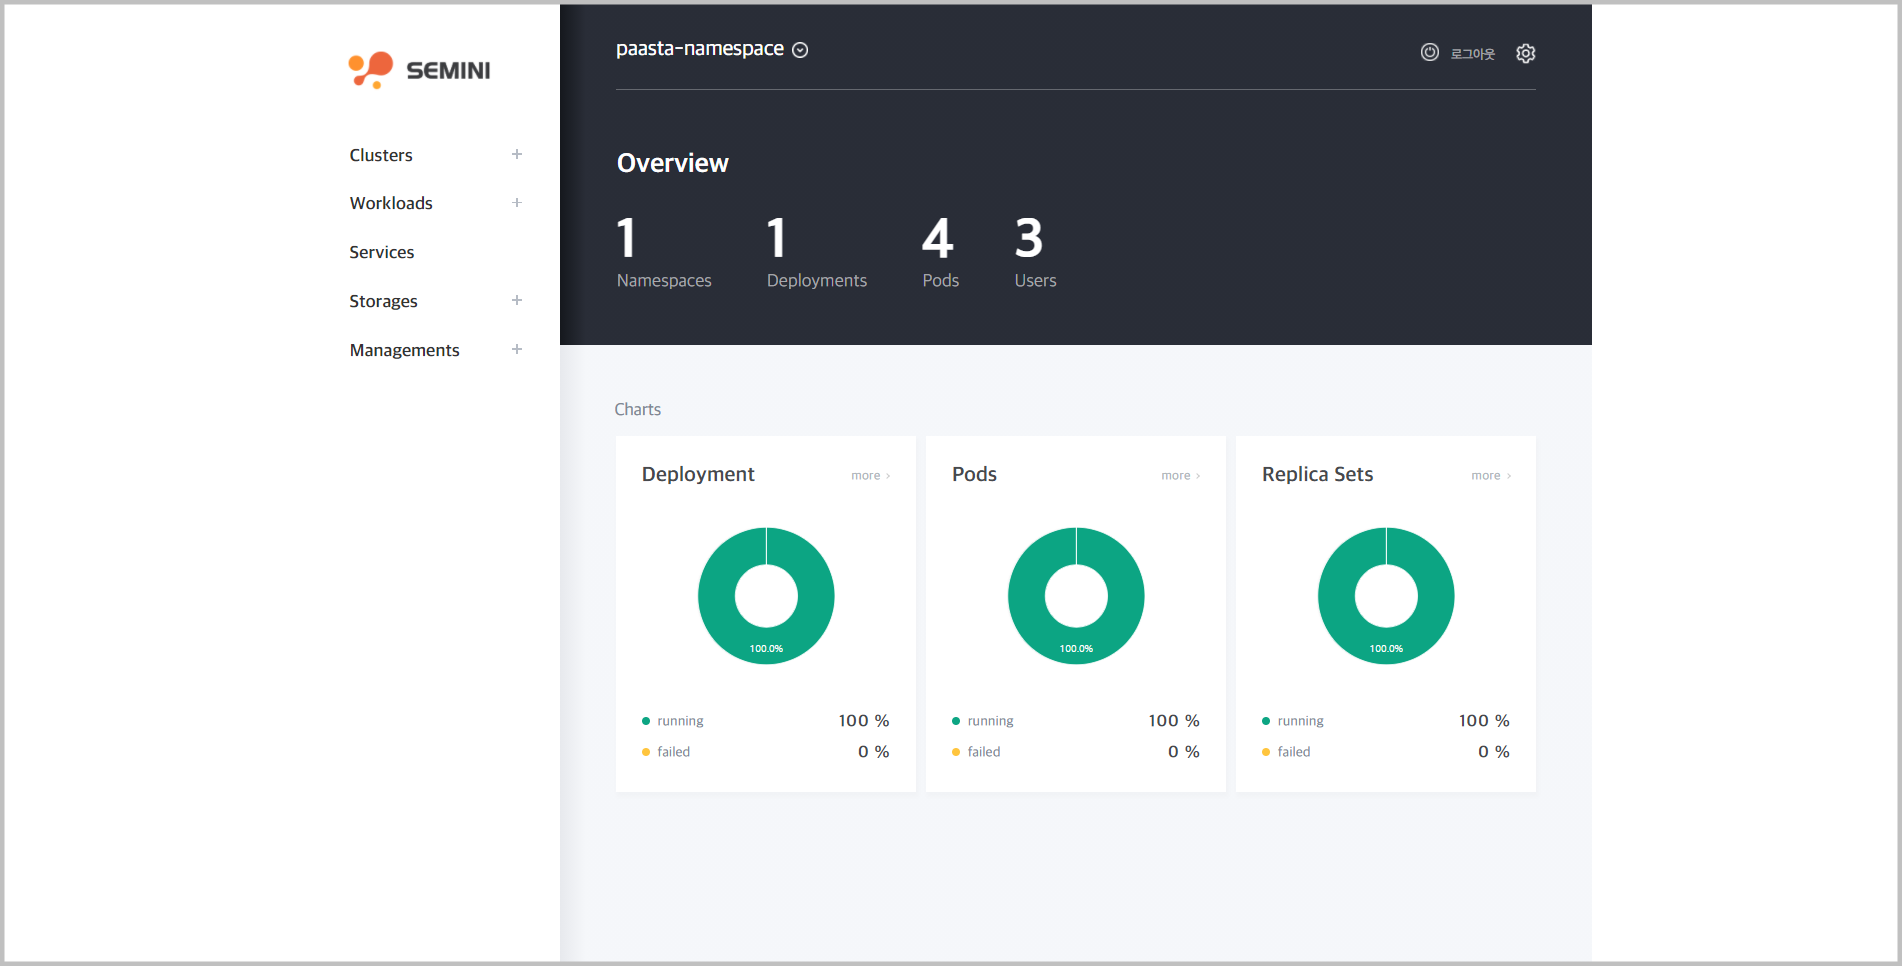 SEMINI
Clusters
Workloads
Services
Storages
Managements
paasta-namespace
로그아웃
Overview
1 1 4 3
Namespaces Deployments Pods Users
Charts
Deployment more ›
100.0%
running 100 %
failed 0 %
Pods more ›
100.0%
running 100 %
failed 0 %
Replica Sets more ›
100.0%
running 100 %
failed 0 %